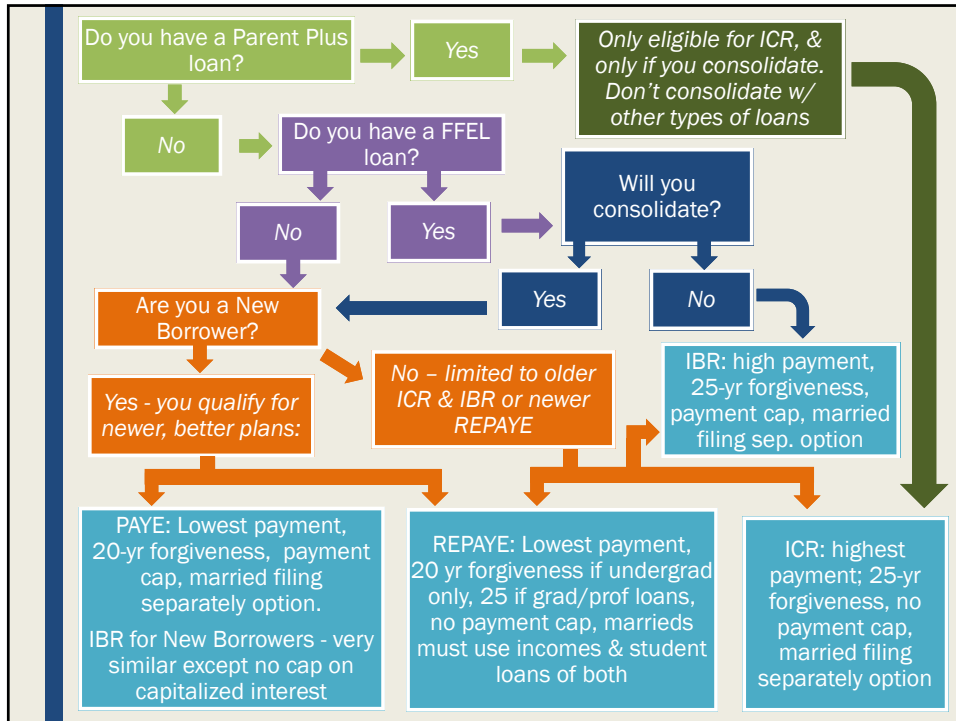 Do you have a Parent Plus
loan?
Yes
Only eligible for ICR, &
only if you consolidate.
Don't consolidate w/
other types of loans
No
Do you have a FFEL
loan?
Will you
consolidate?
No
Yes
Yes
No
Are you a New
Borrower?
No – limited to older
ICR & IBR or newer
REPAYE
IBR: high payment,
25-yr forgiveness,
payment cap, married
filing sep. option
Yes - you qualify for
newer, better plans:
PAYE: Lowest payment,
20-yr forgiveness, payment
cap, married filing
separately option.
IBR for New Borrowers - very
similar except no cap on
capitalized interest
REPAYE: Lowest payment,
20 yr forgiveness if undergrad
only, 25 if grad/prof loans,
no payment cap, marrieds
must use incomes & student
loans of both
ICR: highest
payment; 25-yr
forgiveness, no
payment cap,
married filing
separately option